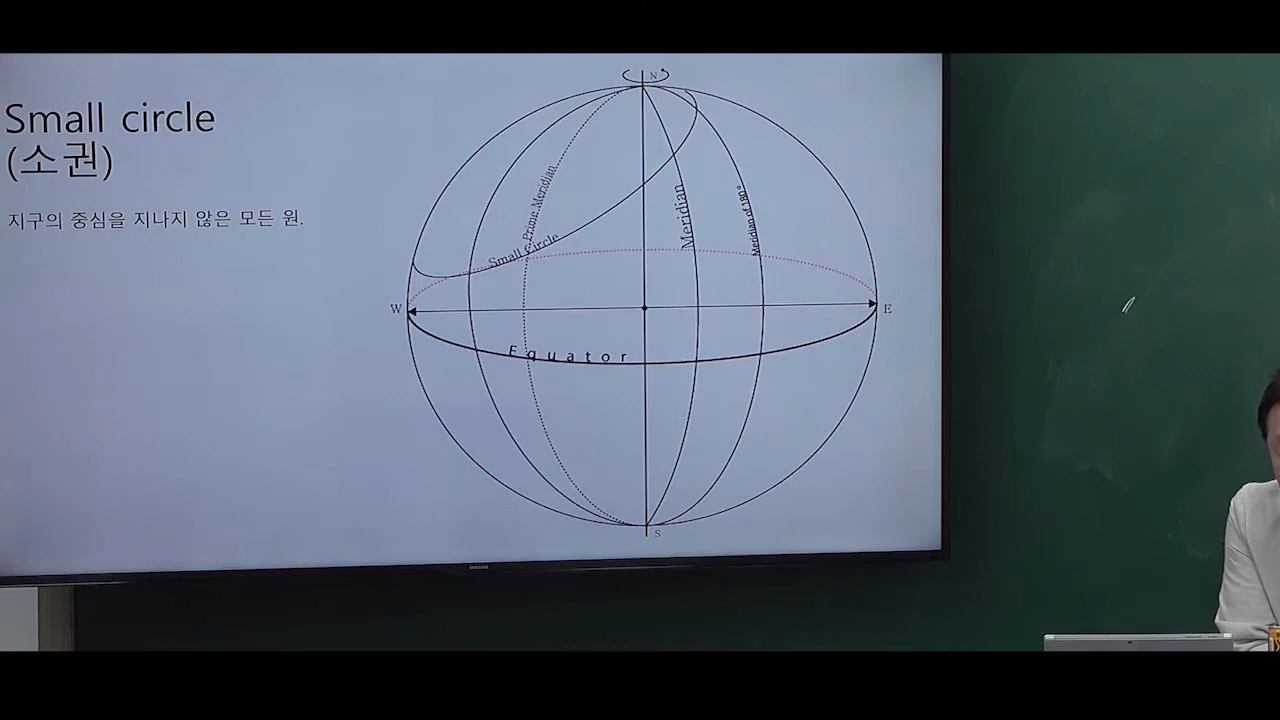 Small circle
(소권)
지구의 중심을 지나지 않은 모든 원.
N
Prime Meridian
Small Circle
Meridian
Meridian of 180°
W
E
Equator
S
SAMSUNG